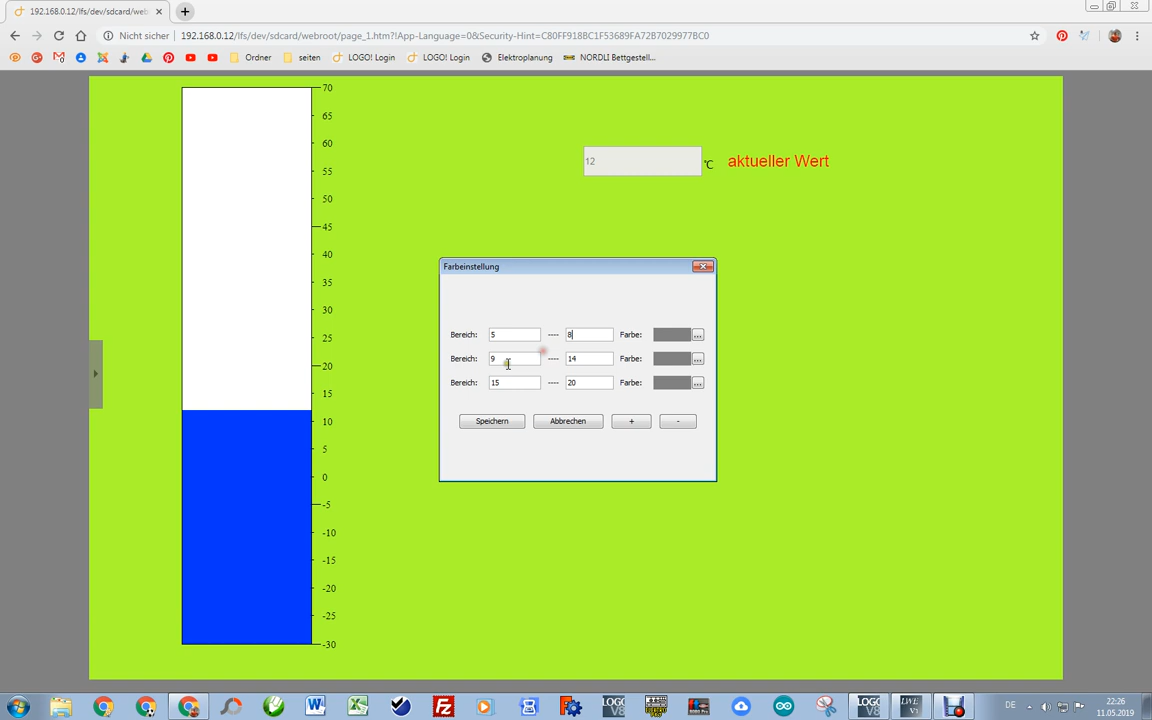 192.168.0.12/lfs/dev/sdcard/web
Nicht sicher 192.168.0.12/lfs/dev/sdcard/webroot/page_1.htm?!App-Language=0&Security-Hint=C80FF918BC1F53689FA72B7029977BC0
Ordner seiten LOGO! Login LOGO! Login Elektroplanung NORDLI Bettgestell...
70
65
60
55
50
45
40
35
30
25
20
15
10
5
0
-5
-10
-15
-20
-25
-30
12 °C aktueller Wert
Farbeinstellung
Bereich: 5 ---- 8 Farbe: ...
Bereich: 9 ---- 14 Farbe: ...
Bereich: 15 ---- 20 Farbe: ...
Speichern Abbrechen + -
DE 22:26
11.05.2019